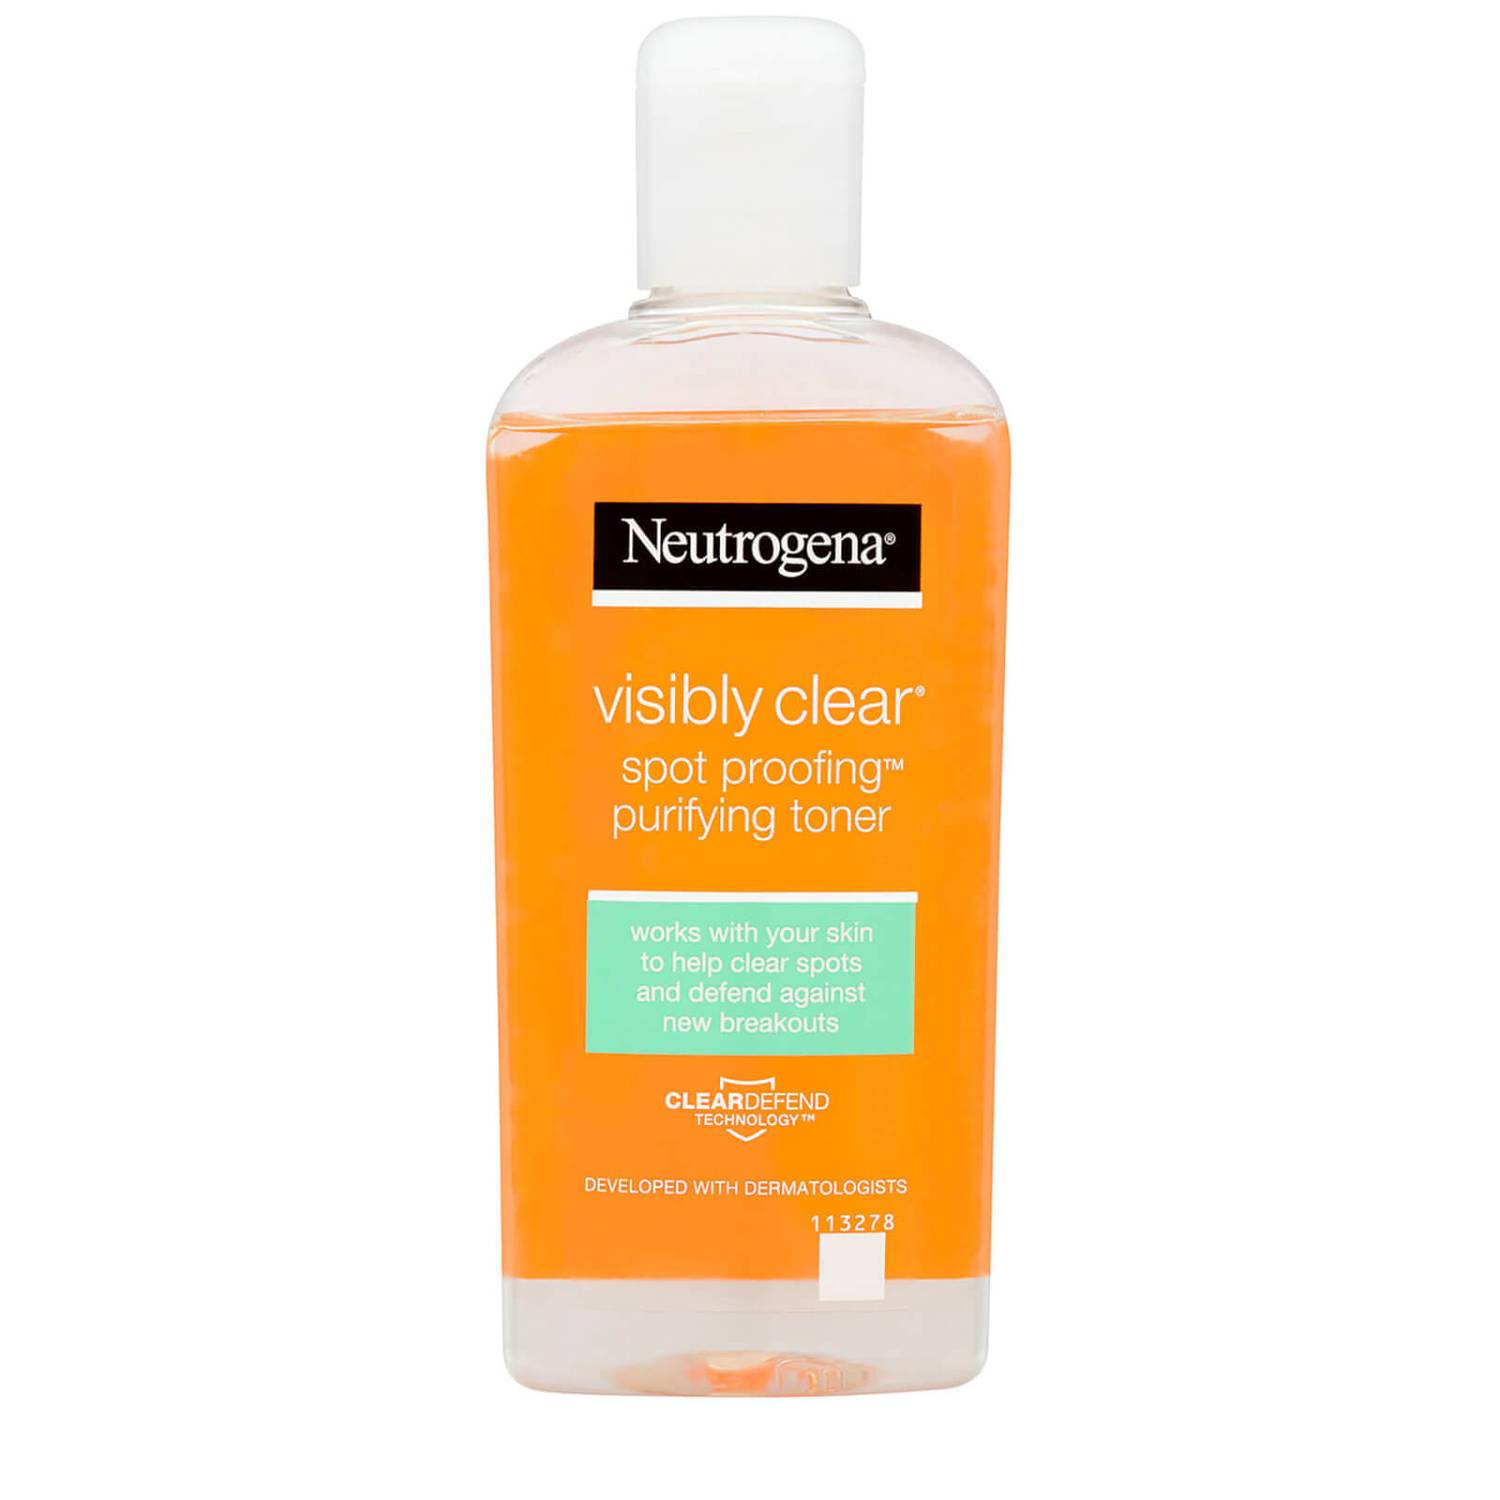 Neutrogena®
visibly clear®
spot proofing™
purifying toner
works with your skin
to help clear spots
and defend against
new breakouts
CLEARDEFEND
TECHNOLOGY™
DEVELOPED WITH DERMATOLOGISTS
113278